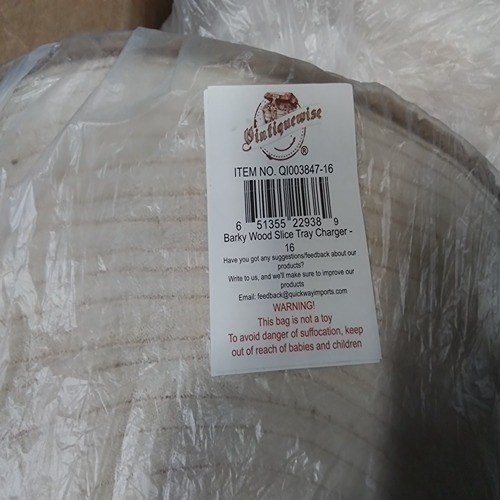 Vintiquewise
®
ITEM NO. QI003847-16
6 51355 22938 9
Barky Wood Slice Tray Charger -
16
Have you got any suggestions/feedback about our
products?
Write to us, and we'll make sure to improve our
products
Email: feedback@quickwayimports.com
WARNING!
This bag is not a toy
To avoid danger of suffocation, keep
out of reach of babies and children